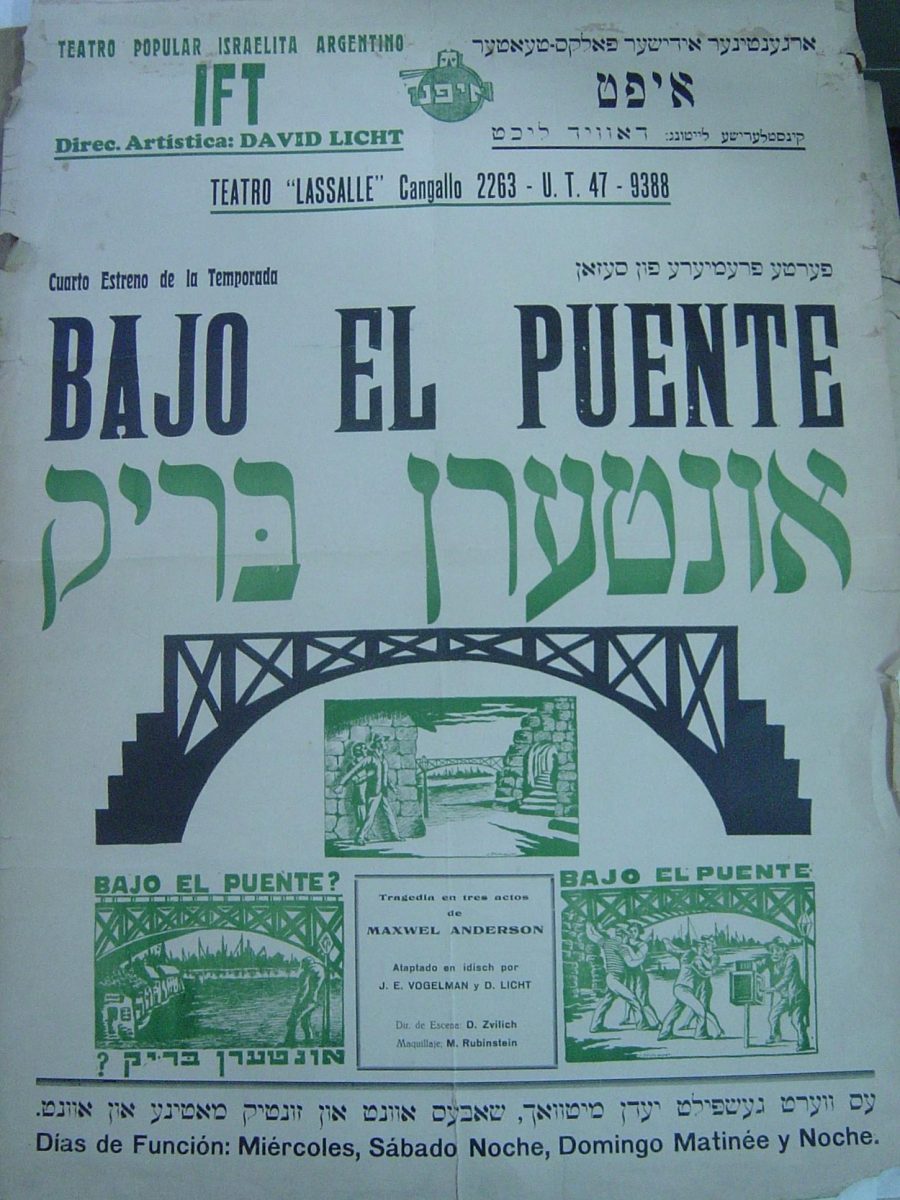 TEATRO POPULAR ISRAELITA ARGENTINO
IFT
Direc. Artística: DAVID LICHT
איפט
ארגענטינער אידישער פאלקס-טעאטער
איפט
קינסטלערישע לייטונג: דאוויד ליכט
TEATRO "LASSALLE" Cangallo 2263 - U. T. 47 - 9388
Cuarto Estreno de la Temporada
פערטע פרעמיערע פון סעזאן
BAJO EL PUENTE
אונטערן בריק
BAJO EL PUENTE?
אונטערן בריק ?
Tragedia en tres actos
de
MAXWEL ANDERSON
Ataptado en idisch por
J. E. VOGELMAN y D. LICHT
Dir. de Escena: D. Zvilich
Maquillaje: M. Rubinstein
BAJO EL PUENTE
עס ווערט געשפילט יעדן מיטוואך, שאבעס אוונט און זונטיק מאטינע און אוונט.
Días de Función: Miércoles, Sábado Noche, Domingo Matinée y Noche.